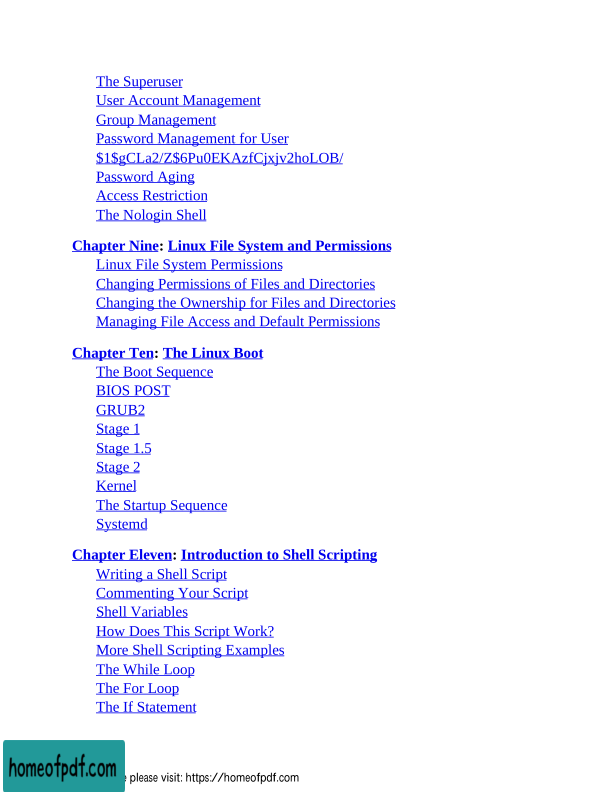 The Superuser
User Account Management
Group Management
Password Management for User
$1$gCLa2/Z$6Pu0EKAzfCjxjv2hoLOB/
Password Aging
Access Restriction
The Nologin Shell
Chapter Nine: Linux File System and Permissions
Linux File System Permissions
Changing Permissions of Files and Directories
Changing the Ownership for Files and Directories
Managing File Access and Default Permissions
Chapter Ten: The Linux Boot
The Boot Sequence
BIOS POST
GRUB2
Stage 1
Stage 1.5
Stage 2
Kernel
The Startup Sequence
Systemd
Chapter Eleven: Introduction to Shell Scripting
Writing a Shell Script
Commenting Your Script
Shell Variables
How Does This Script Work?
More Shell Scripting Examples
The While Loop
The For Loop
The If Statement
homeofpdf.com
please visit: https://homeofpdf.com